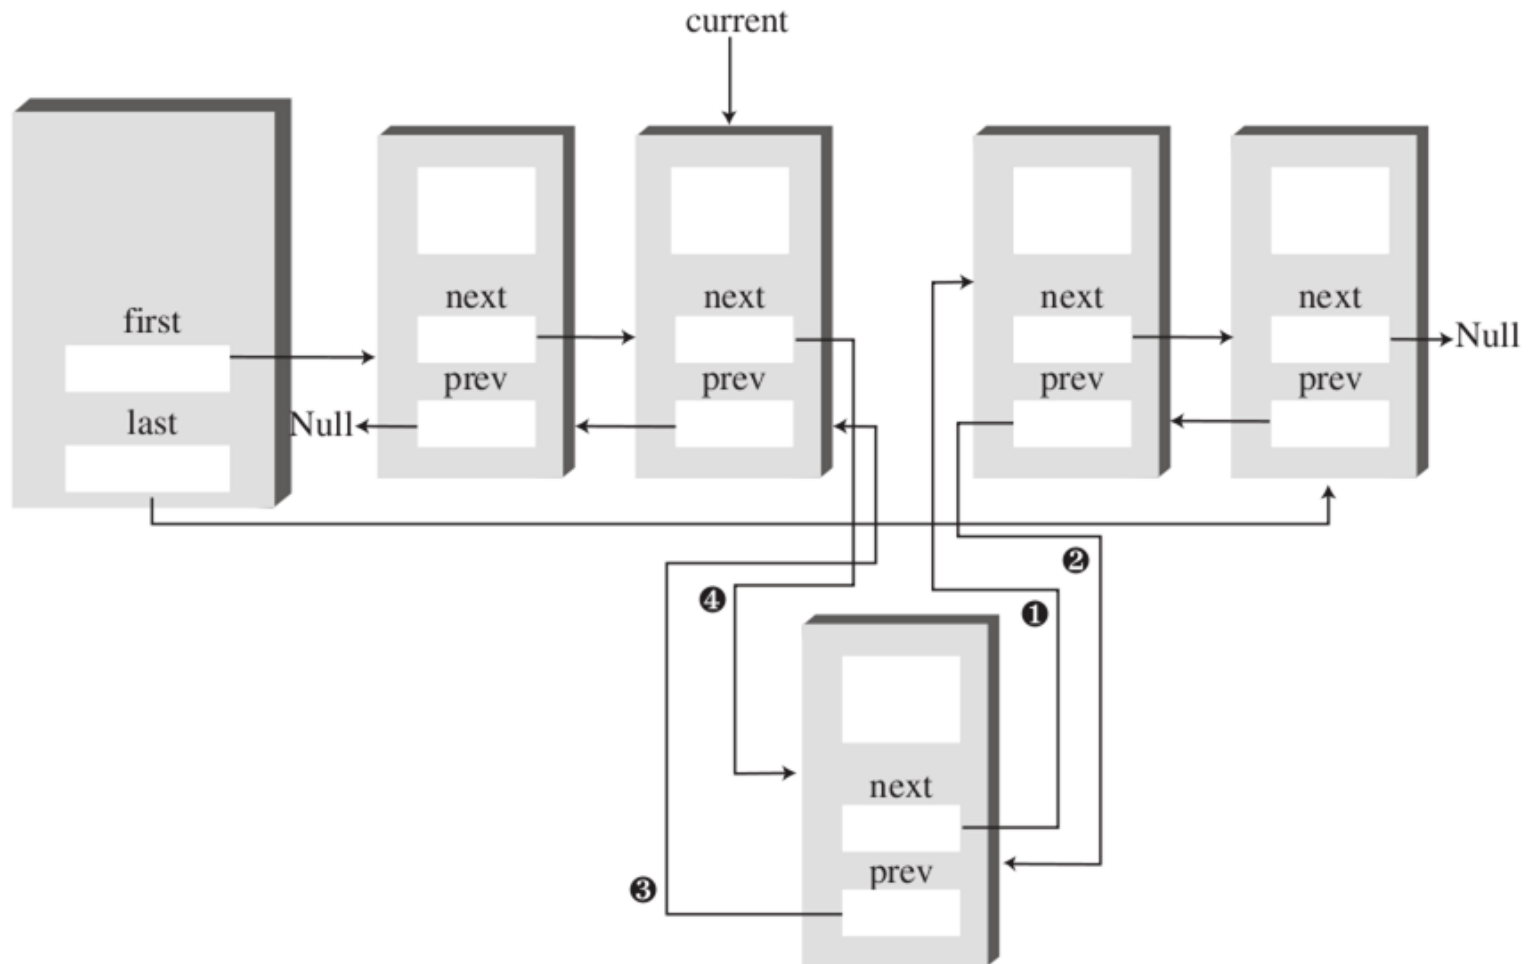 current
first
last
Null
next
prev
next
prev
next
prev
next
prev
Null
❹
❸
❶
❷
next
prev